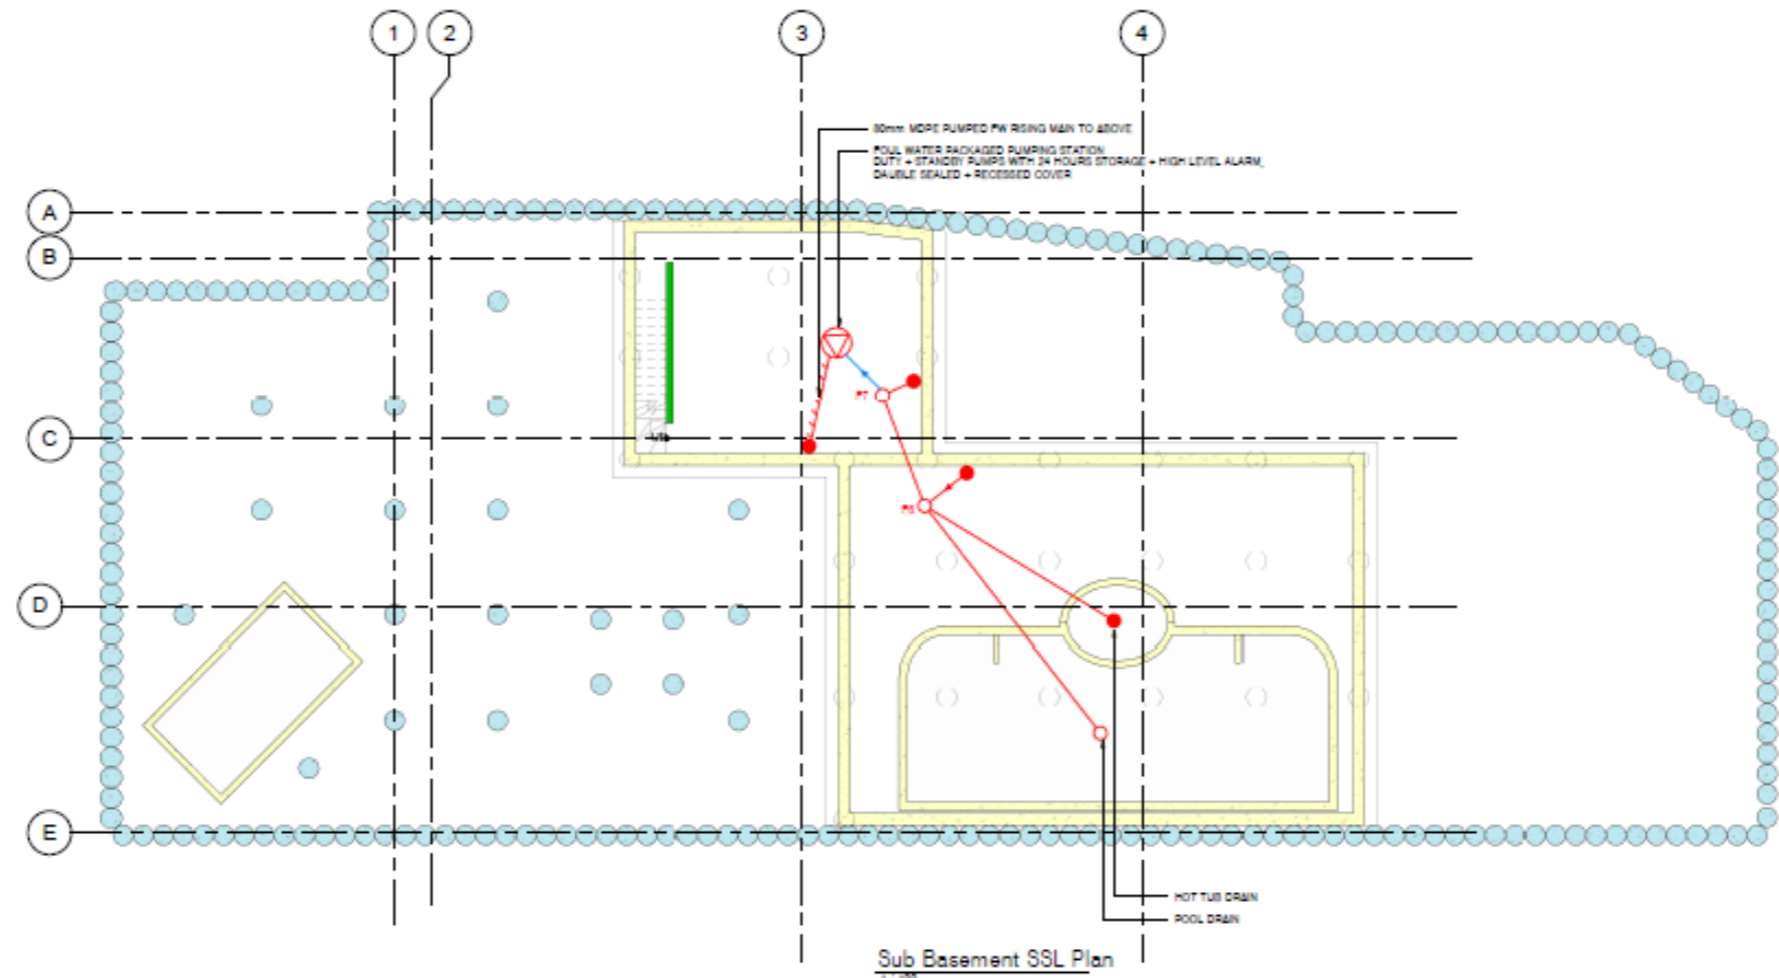 1
2
3
4
80mm MDPE PUMPED FW RISING MAIN TO ABOVE
FOUL WATER PACKAGED PUMPING STATION
DUTY + STANDBY PUMPS WITH 24 HOURS STORAGE + HIGH LEVEL ALARM,
DAUBLE SEALED + RECESSED COVER
A
B
F7
C
D
E
HOT TUB DRAIN
POOL DRAIN
Sub Basement SSL Plan